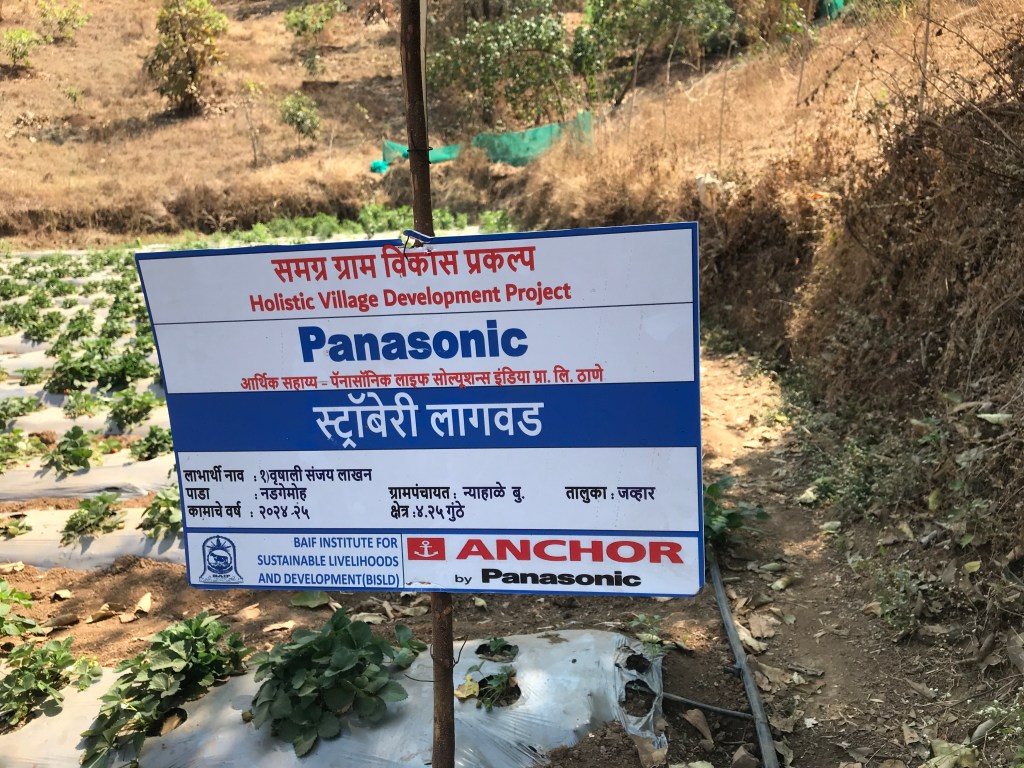 समग्र ग्राम विकास प्रकल्प
Holistic Village Development Project
Panasonic
आर्थिक सहाय्य – पॅनासॉनिक लाइफ सोल्यूशन्स इंडिया प्रा. लि. ठाणे
स्ट्रॉबेरी लागवड
लाभार्थी नाव : १)वृषाली संजय लाखन
पाडा : नडगेमोह ग्रामपंचायत : न्याहाळे बु. तालुका : जव्हार
कामाचे वर्ष : २०२४-२५ क्षेत्र : ४.२५ गुंठे
BAIF
BAIF INSTITUTE FOR
SUSTAINABLE LIVELIHOODS
AND DEVELOPMENT(BISLD)
ANCHOR
by Panasonic